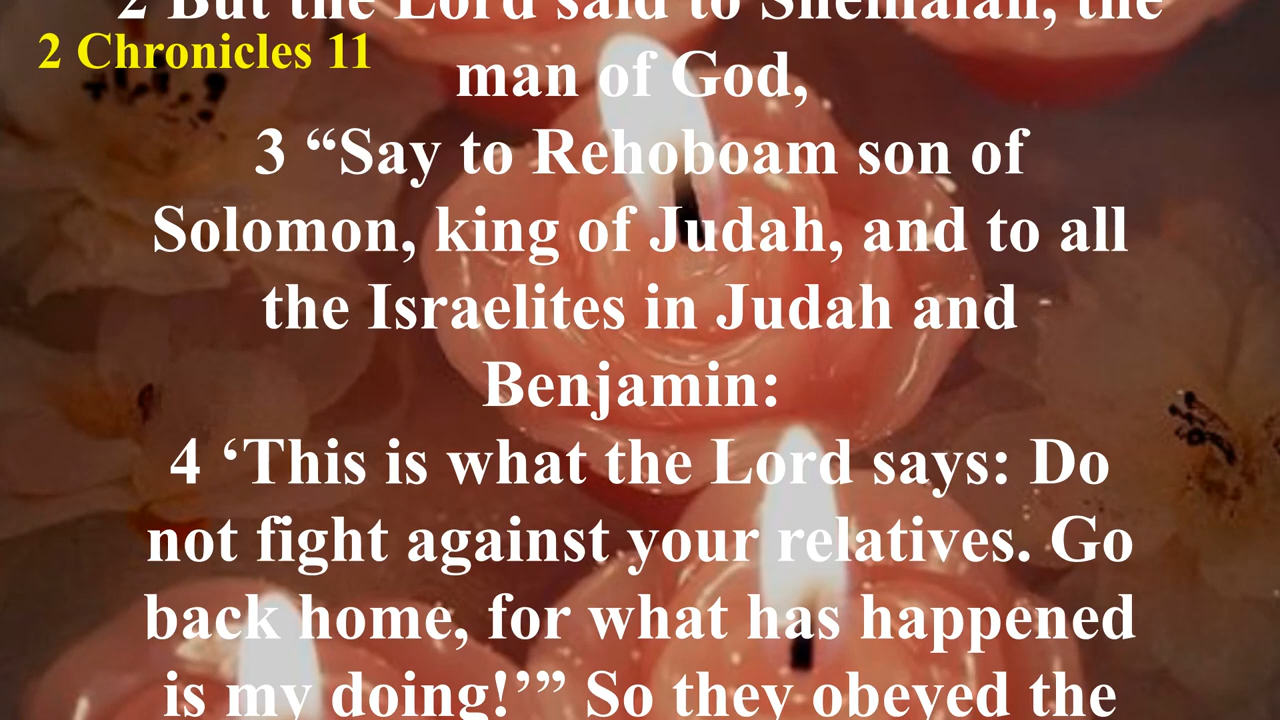 2 But the Lord said to Shemaiah, the
2 Chronicles 11
man of God,
3 “Say to Rehoboam son of
Solomon, king of Judah, and to all
the Israelites in Judah and
Benjamin:
4 ‘This is what the Lord says: Do
not fight against your relatives. Go
back home, for what has happened
is my doing!’” So they obeyed the